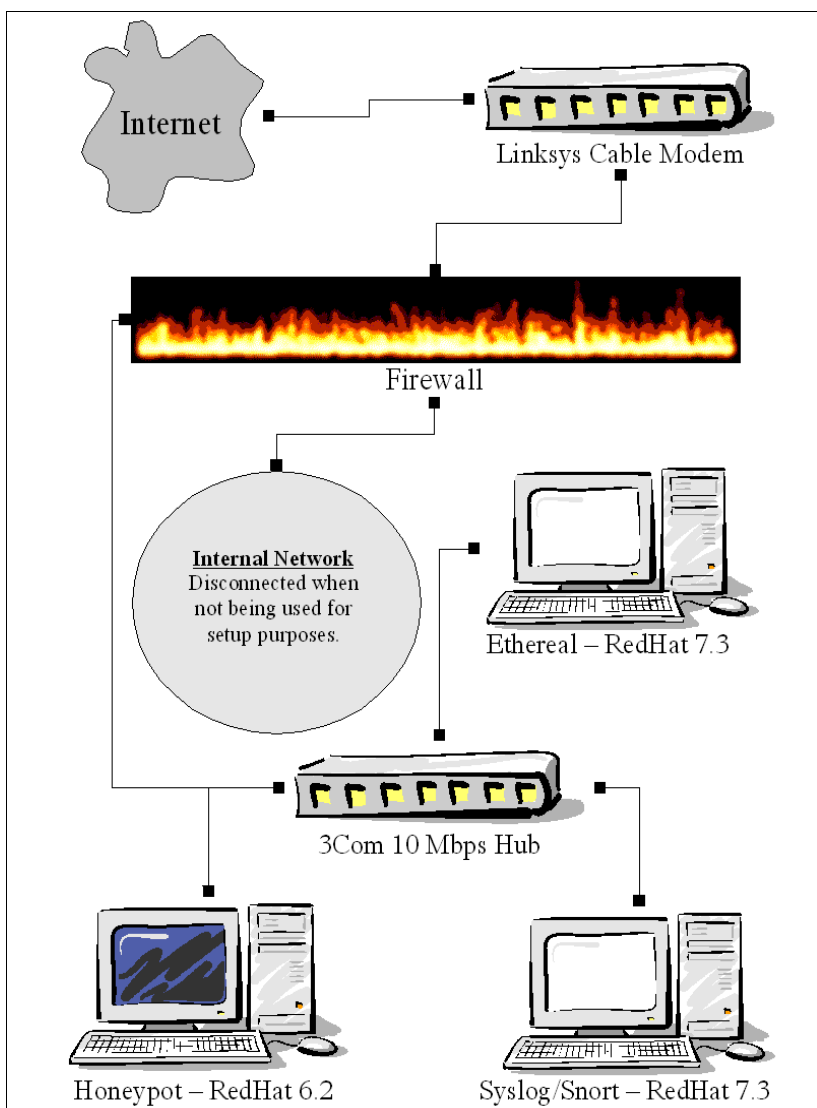 Internet
Linksys Cable Modem
Firewall
Internal Network
Disconnected when
not being used for
setup purposes.
Ethereal – RedHat 7.3
3Com 10 Mbps Hub
Honeypot – RedHat 6.2
Syslog/Snort – RedHat 7.3